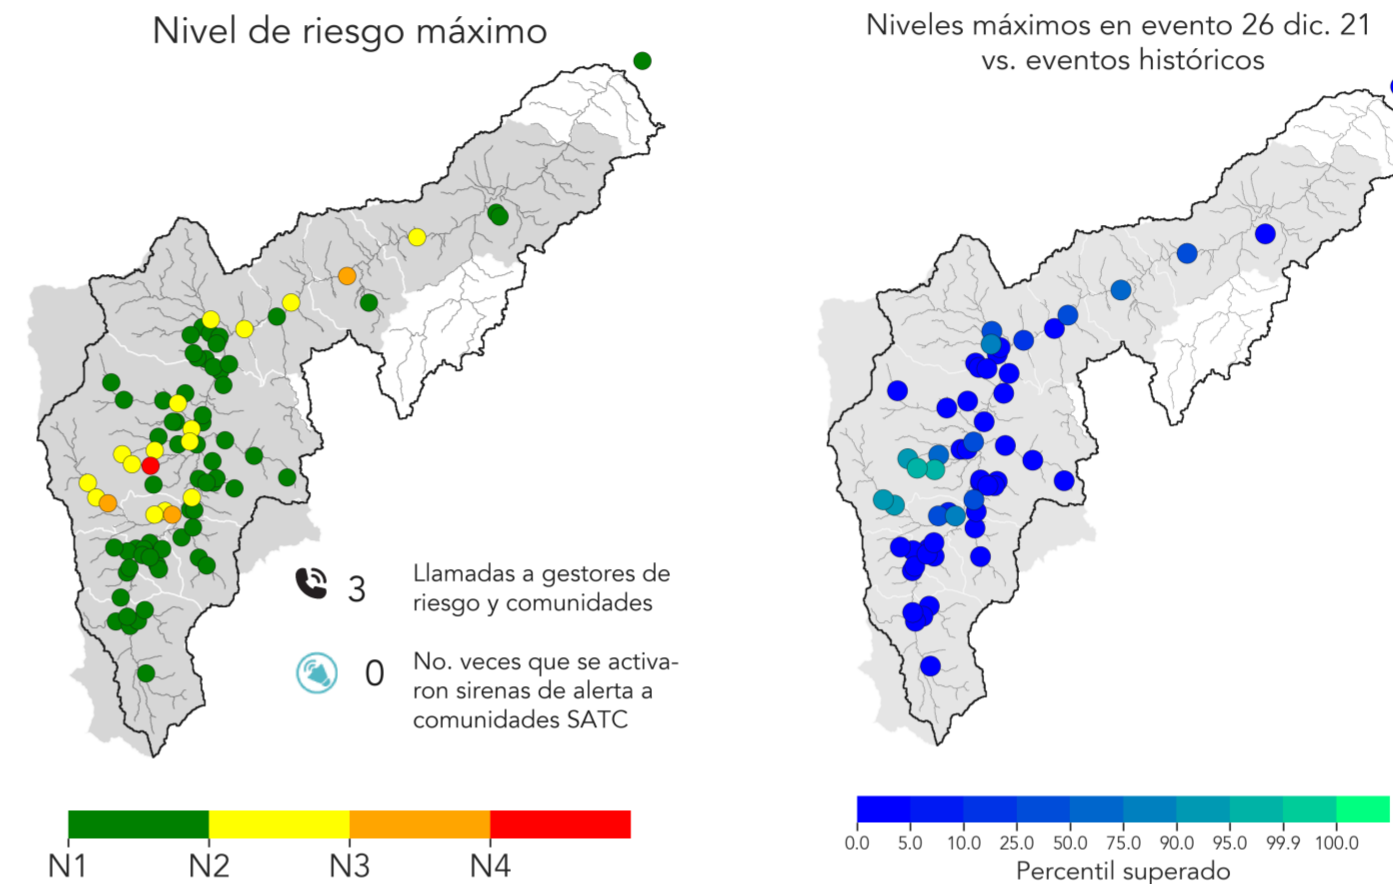 Nivel de riesgo máximo
3
Llamadas a gestores de
riesgo y comunidades
0
No. veces que se activa-
ron sirenas de alerta a
comunidades SATC
N1 N2 N3 N4
Niveles máximos en evento 26 dic. 21
vs. eventos históricos
0.0 5.0 10.0 25.0 50.0 75.0 90.0 95.0 99.9 100.0
Percentil superado